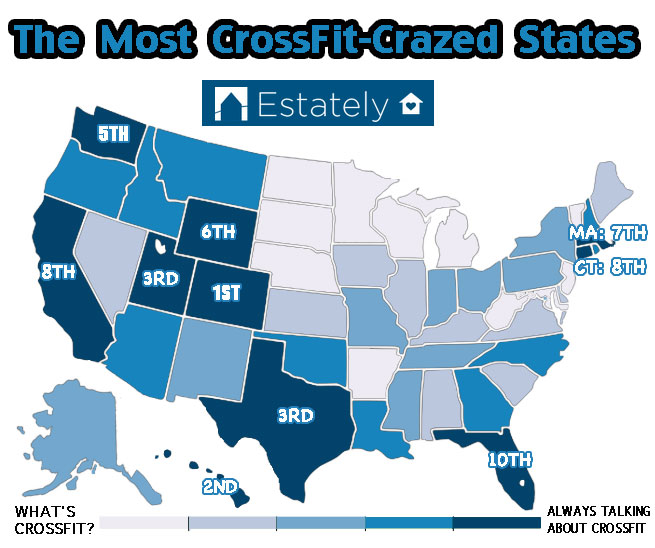 The Most CrossFit-Crazed States
Estately
5TH
6TH
MA: 7TH
8TH
3RD
1ST
CT: 8TH
3RD
10TH
2ND
WHAT'S
CROSSFIT?
ALWAYS TALKING
ABOUT CROSSFIT